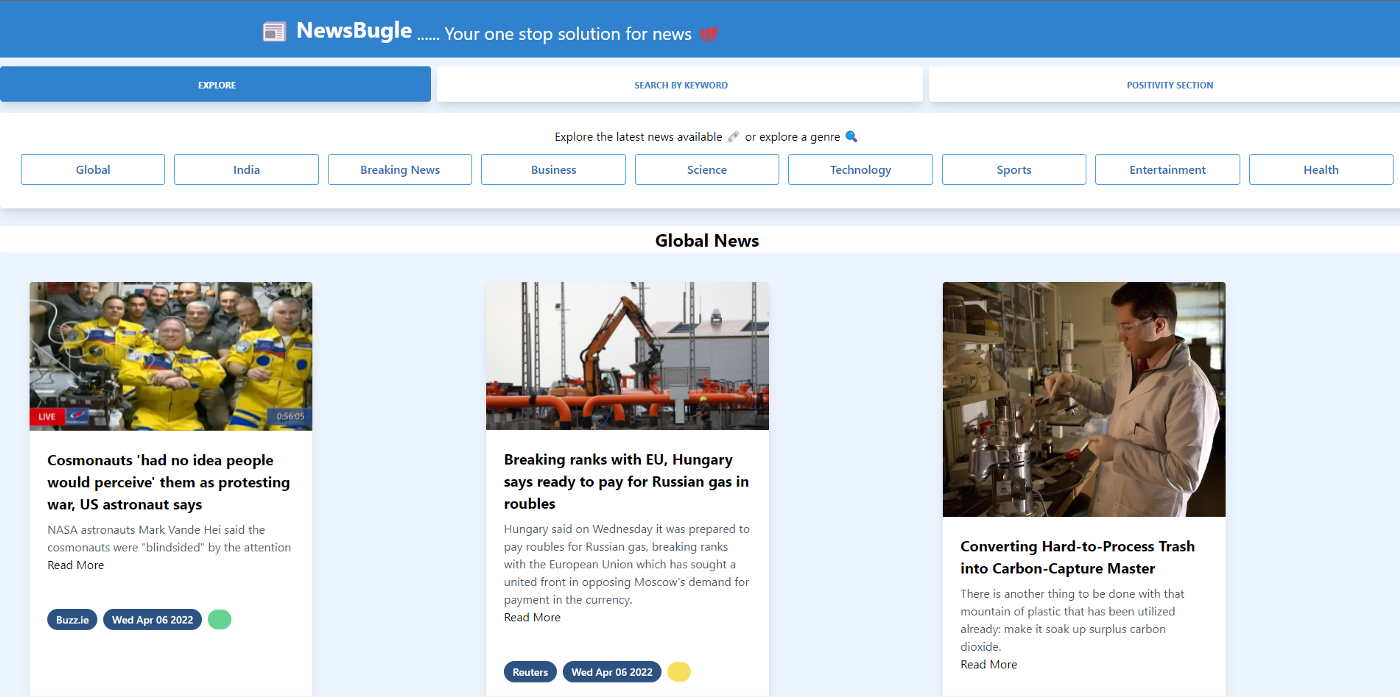 NewsBugle ...... Your one stop solution for news 💯
EXPLORE
SEARCH BY KEYWORD
POSITIVITY SECTION
Explore the latest news available 🗞 or explore a genre 🔍
Global
India
Breaking News
Business
Science
Technology
Sports
Entertainment
Health
Global News
LIVE
0:56:05
Cosmonauts 'had no idea people
would perceive' them as protesting
war, US astronaut says
NASA astronauts Mark Vande Hei said the
cosmonauts were "blindsided" by the attention
Read More
Buzz.ie
Wed Apr 06 2022
Breaking ranks with EU, Hungary
says ready to pay for Russian gas in
roubles
Hungary said on Wednesday it was prepared to
pay roubles for Russian gas, breaking ranks
with the European Union which has sought a
united front in opposing Moscow's demand for
payment in the currency.
Read More
Reuters
Wed Apr 06 2022
Converting Hard-to-Process Trash
into Carbon-Capture Master
There is another thing to be done with that
mountain of plastic that has been utilized
already: make it soak up surplus carbon
dioxide.
Read More